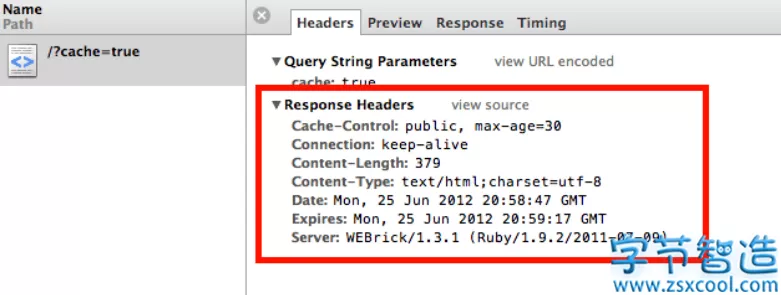 Name
Path
/?cache=true
Headers Preview Response Timing
▼Query String Parameters view URL encoded
cache: true
▼Response Headers view source
Cache-Control: public, max-age=30
Connection: keep-alive
Content-Length: 379
Content-Type: text/html;charset=utf-8
Date: Mon, 25 Jun 2012 20:58:47 GMT
Expires: Mon, 25 Jun 2012 20:59:17 GMT
Server: WEBrick/1.3.1 (Ruby/1.9.2/2011-07-09)
字节智造
www.zsxcool.com